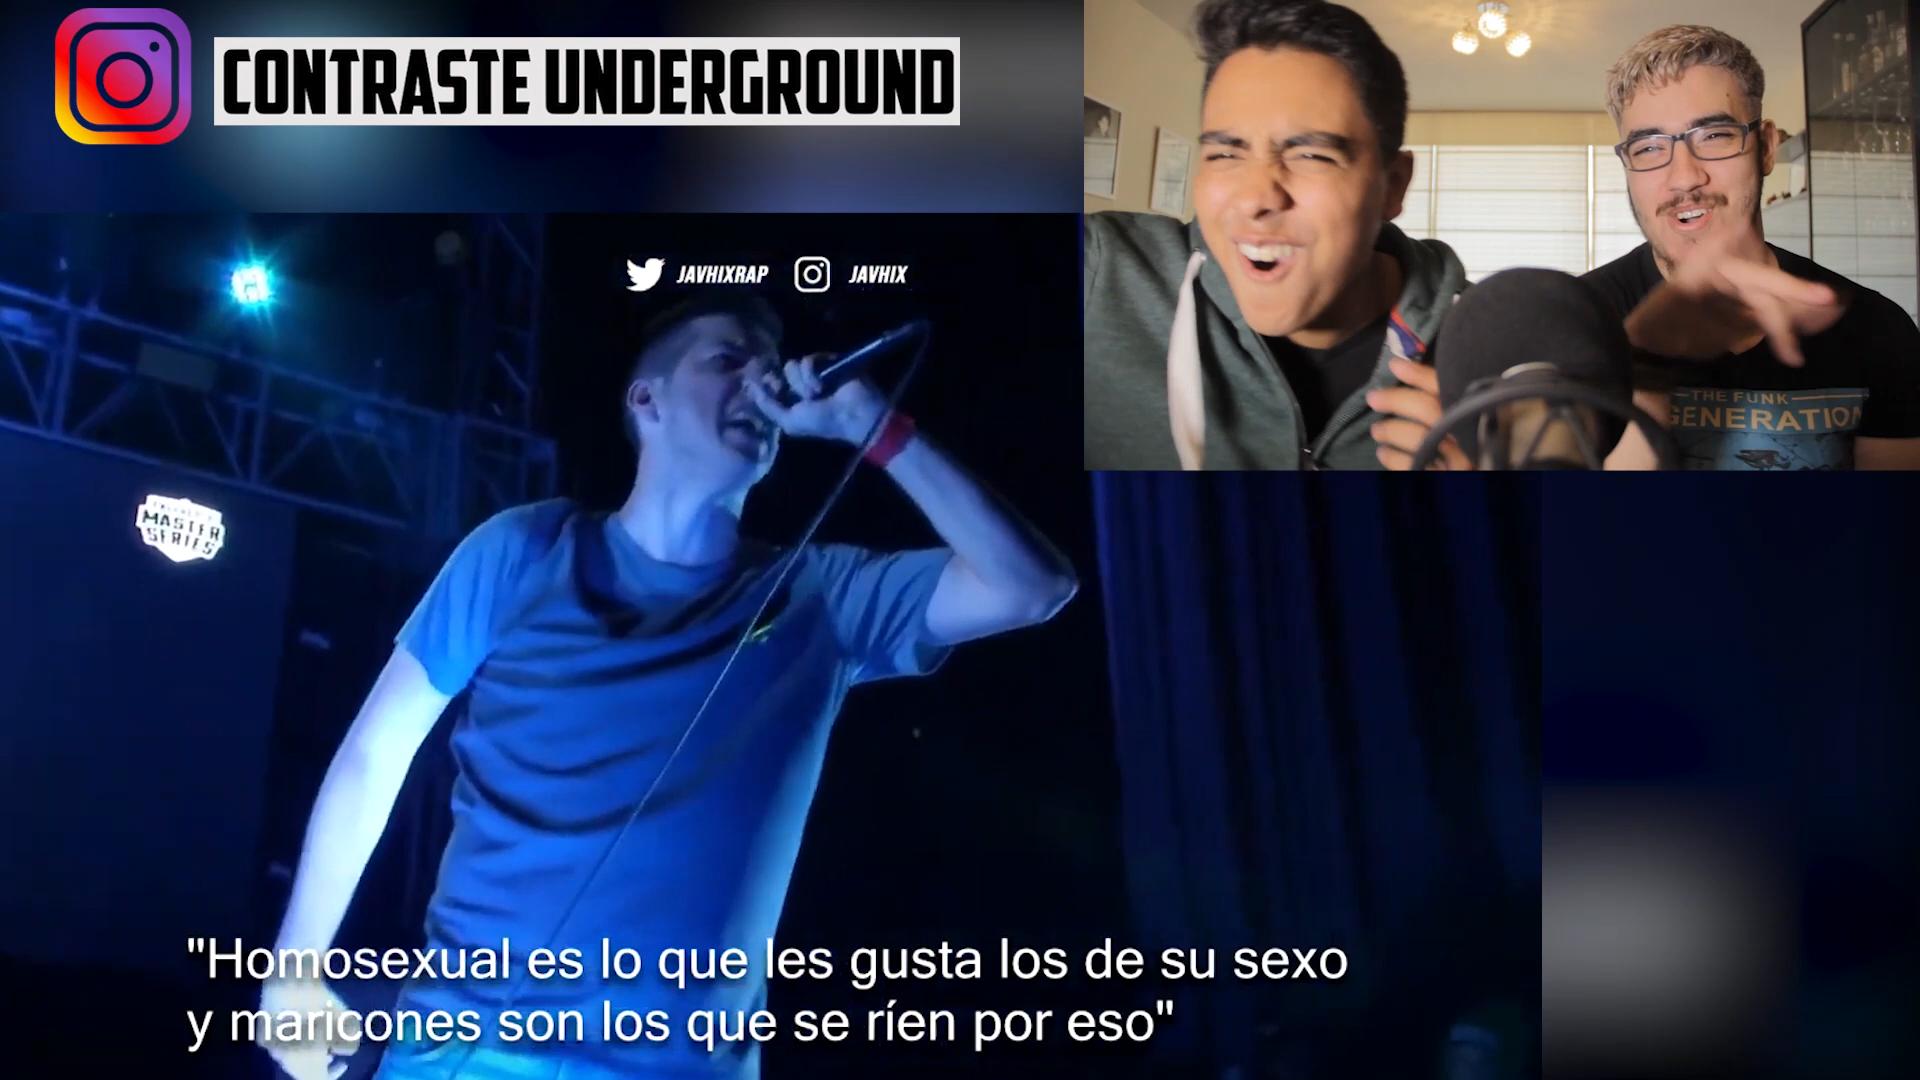 CONTRASTE UNDERGROUND
JAVHIXRAP JAVHIX
MASTER
SERIES
THE FUNK
GENERATION
"Homosexual es lo que les gusta los de su sexo
y maricones son los que se ríen por eso"